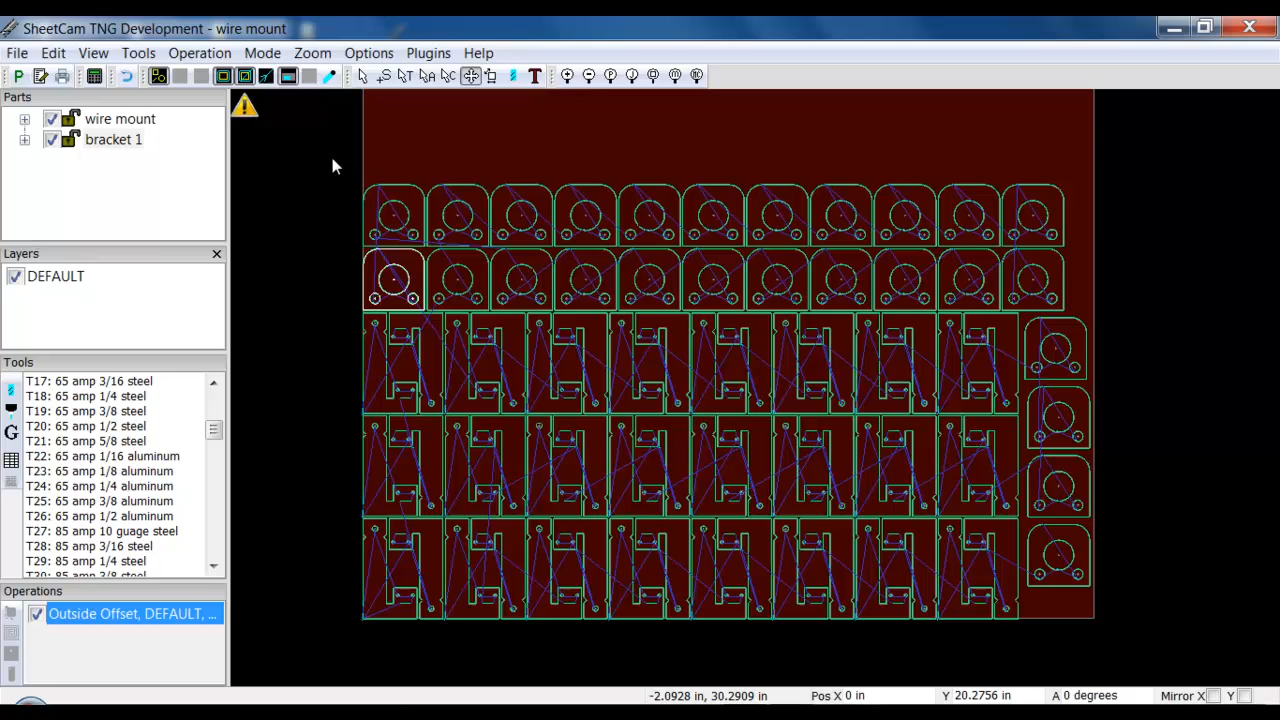 SheetCam TNG Development - wire mount
File Edit View Tools Operation Mode Zoom Options Plugins Help
P +S T A C T P J M W
Parts
wire mount
bracket 1
Layers
DEFAULT
Tools
T17: 65 amp 3/16 steel
T18: 65 amp 1/4 steel
T19: 65 amp 3/8 steel
T20: 65 amp 1/2 steel
T21: 65 amp 5/8 steel
T22: 65 amp 1/16 aluminum
T23: 65 amp 1/8 aluminum
T24: 65 amp 1/4 aluminum
T25: 65 amp 3/8 aluminum
T26: 65 amp 1/2 aluminum
T27: 85 amp 10 guage steel
T28: 85 amp 3/16 steel
T29: 85 amp 1/4 steel
G
Operations
Outside Offset, DEFAULT, ...
-2.0928 in, 30.2909 in Pos X 0 in Y 20.2756 in A 0 degrees Mirror X Y